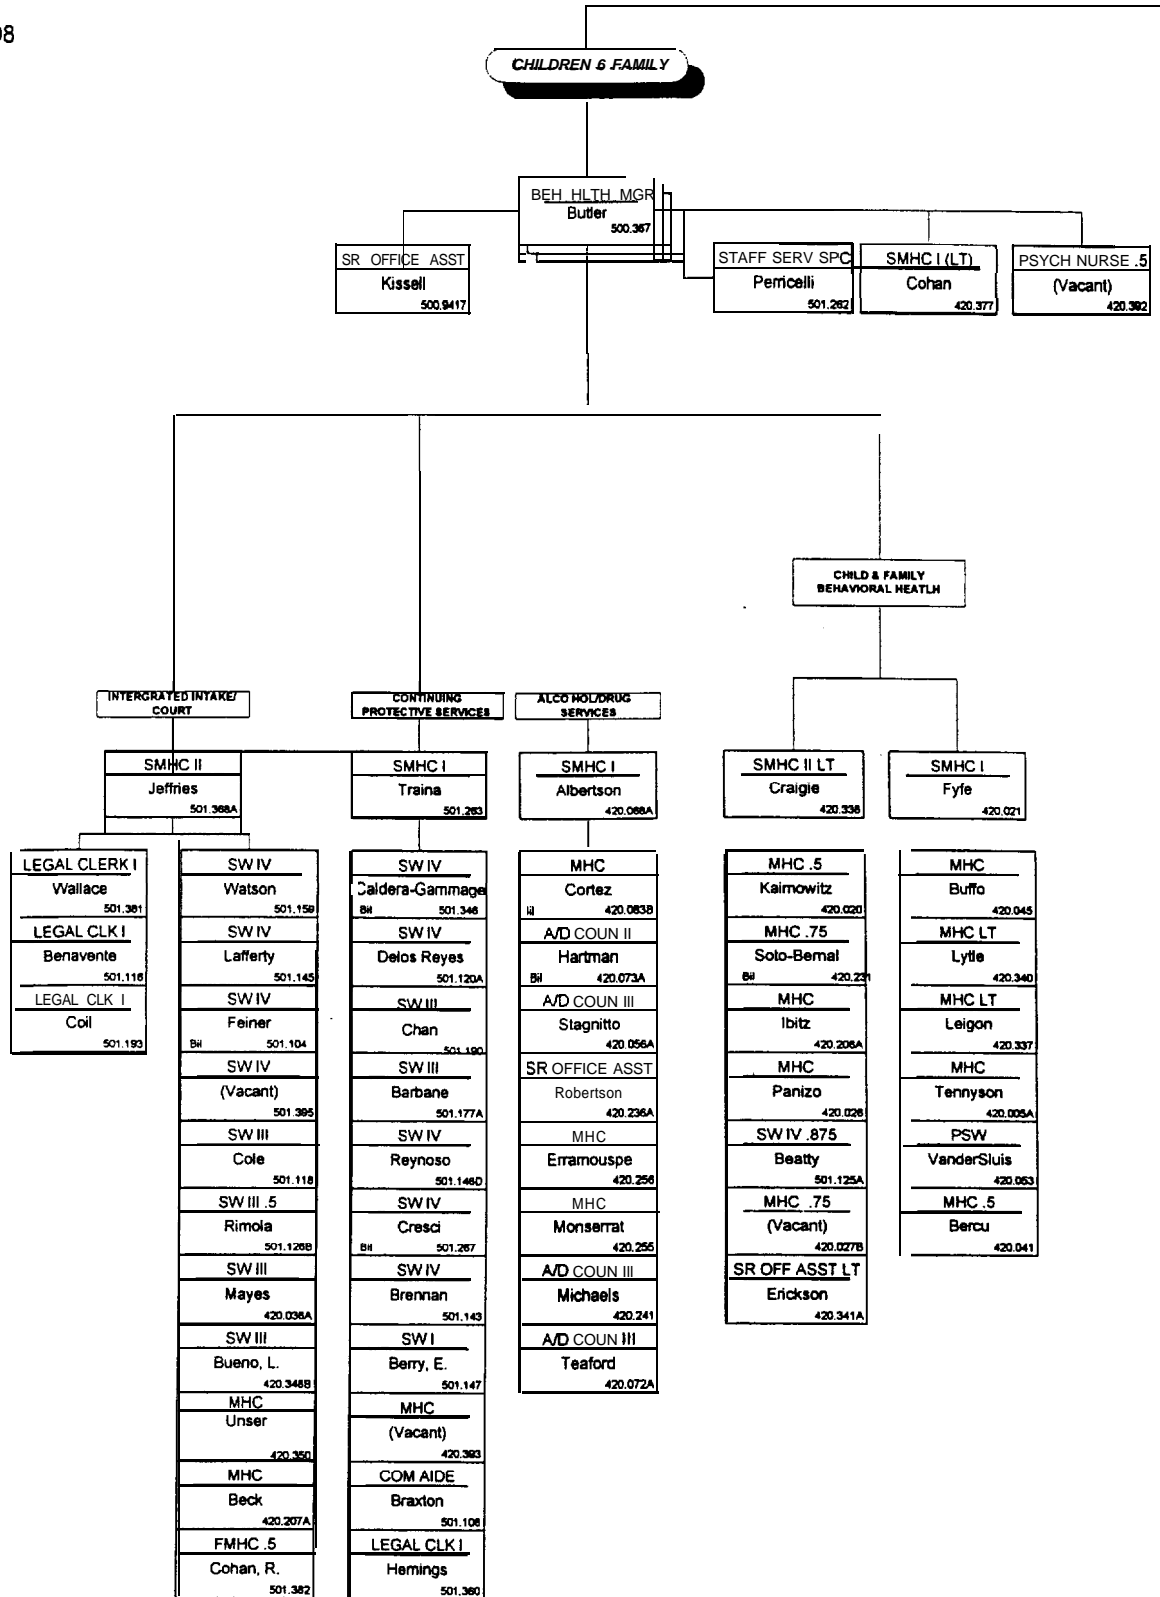 98
CHILDREN 6 FAMILY
BEH HLTH MGR
Butler
500.367
SR OFFICE ASST
Kissell
500.9417
STAFF SERV SPC
Perricelli
501.262
SMHC I (LT)
Cohan
420.377
PSYCH NURSE .5
(Vacant)
420.392
CHILD & FAMILY
BEHAVIORAL HEATLH
INTERGRATED INTAKE/
COURT
CONTINUING
PROTECTIVE SERVICES
ALCO HOL/DRUG
SERVICES
SMHC II
Jeffries
501.368A
SMHC I
Traina
501.263
SMHC I
Albertson
420.068A
SMHC II LT
Craigie
420.336
SMHC I
Fyfe
420.021
LEGAL CLERK I
Wallace
501.381
LEGAL CLK I
Benavente
501.116
LEGAL CLK I
Coil
501.193
SW IV
Watson
501.159
SW IV
Lafferty
501.145
SW IV
Feiner
Bil 501.104
SW IV
(Vacant)
501.395
SW III
Cole
501.118
SW III .5
Rimola
501.126B
SW III
Mayes
420.036A
SW III
Bueno, L.
420.348B
MHC
Unser
420.350
MHC
Beck
420.207A
FMHC .5
Cohan, R.
501.382
SW IV
Caldera-Gammage
Bil 501.346
SW IV
Delos Reyes
501.120A
SW III
Chan
501.190
SW III
Barbane
501.177A
SW IV
Reynoso
501.146D
SW IV
Cresci
Bil 501.267
SW IV
Brennan
501.143
SW I
Berry, E.
501.147
MHC
(Vacant)
420.393
COM AIDE
Braxton
501.106
LEGAL CLK I
Hemings
501.360
MHC
Cortez
Bil 420.083B
A/D COUN II
Hartman
Bil 420.073A
A/D COUN III
Stagnitto
420.056A
SR OFFICE ASST
Robertson
420.236A
MHC
Erramouspe
420.256
MHC
Monserrat
420.255
A/D COUN III
Michaels
420.241
A/D COUN III
Teaford
420.072A
MHC .5
Kaimowitz
420.020
MHC .75
Soto-Bernal
Bil 420.231
MHC
Ibitz
420.206A
MHC
Panizo
420.026
SW IV .875
Beatty
501.125A
MHC .75
(Vacant)
420.027B
SR OFF ASST LT
Erickson
420.341A
MHC
Buffo
420.045
MHC LT
Lytle
420.340
MHC LT
Leigon
420.337
MHC
Tennyson
420.005A
PSW
VanderSluis
420.053
MHC .5
Bercu
420.041